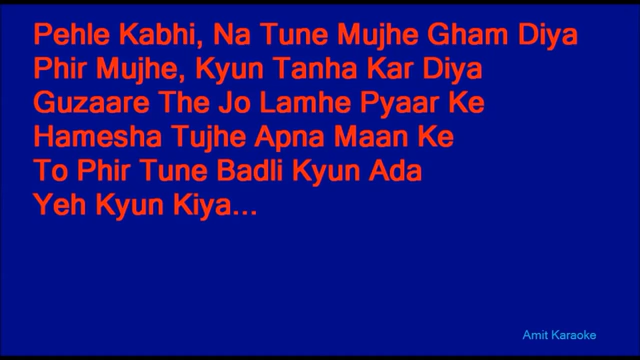 Pehle Kabhi, Na Tune Mujhe Gham Diya
Phir Mujhe, Kyun Tanha Kar Diya
Guzaare The Jo Lamhe Pyaar Ke
Hamesha Tujhe Apna Maan Ke
To Phir Tune Badli Kyun Ada
Yeh Kyun Kiya...
Amit Karaoke